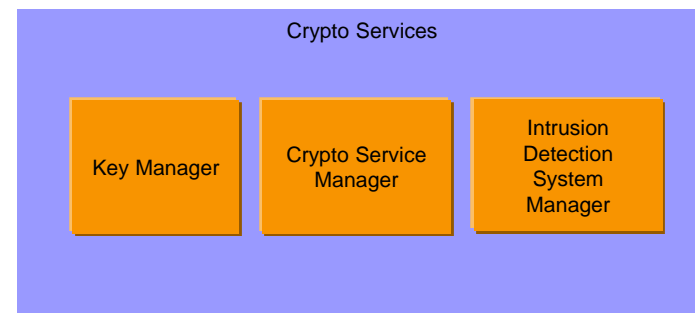 Crypto Services
Key Manager
Crypto Service
Manager
Intrusion
Detection
System
Manager